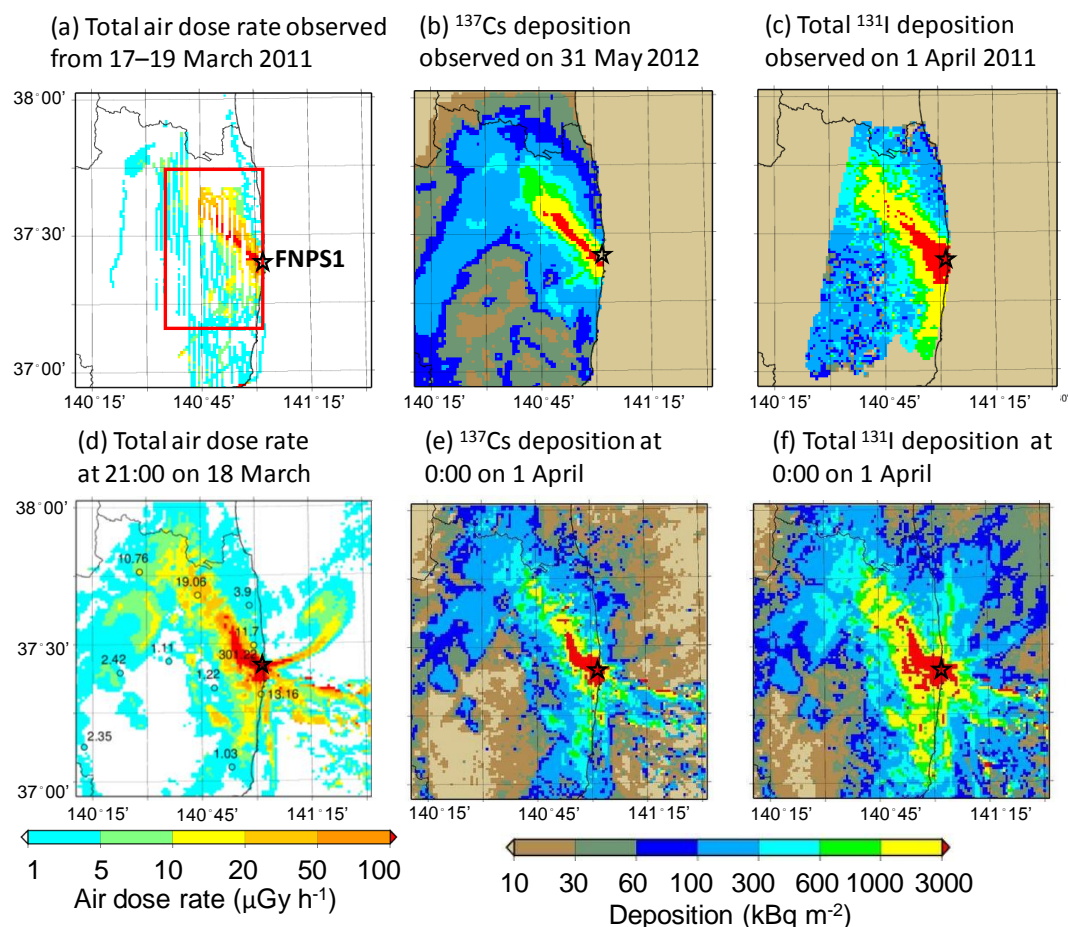 (a) Total air dose rate observed
from 17–19 March 2011
(b) ¹³⁷Cs deposition
observed on 31 May 2012
(c) Total ¹³¹I deposition
observed on 1 April 2011
38°00’
37°30’
37°00’
FNPS1
140°15’ 140°45’ 141°15’
140°15’ 140°45’ 141°15’
140°15’ 140°45’ 141°15’
(d) Total air dose rate
at 21:00 on 18 March
(e) ¹³⁷Cs deposition at
0:00 on 1 April
(f) Total ¹³¹I deposition at
0:00 on 1 April
38°00’
10.76
19.06
3.9
37°30’
11.7
1.11
2.42
1.22
13.16
2.35
1.03
37°00’
140°15’ 140°45’ 141°15’
140°15’ 140°45’ 141°15’
140°15’ 140°45’ 141°15’
1 5 10 20 50 100
Air dose rate (μGy h⁻¹)
10 30 60 100 300 600 1000 3000
Deposition (kBq m⁻²)